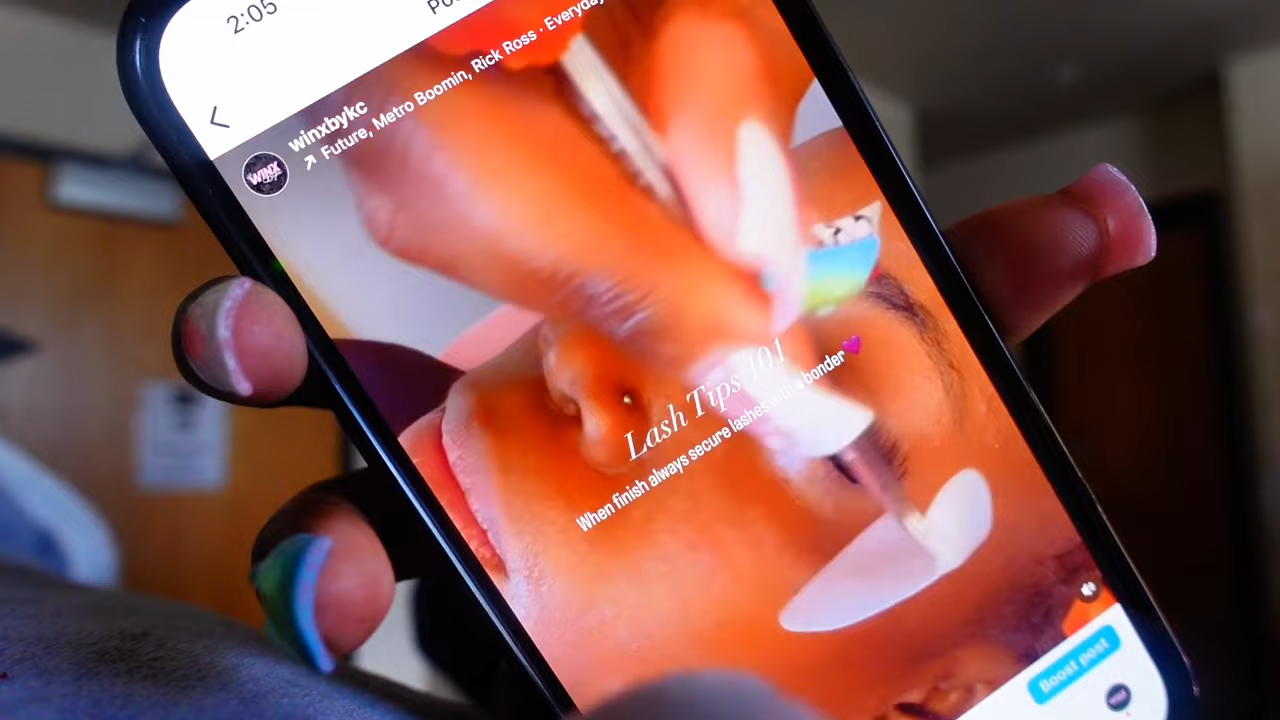 2:05
winxbykc
Future, Metro Boomin, Rick Ross · Everyday
WINX
Lash Tips 101
When finish always secure lashes with a bonder
Boost post